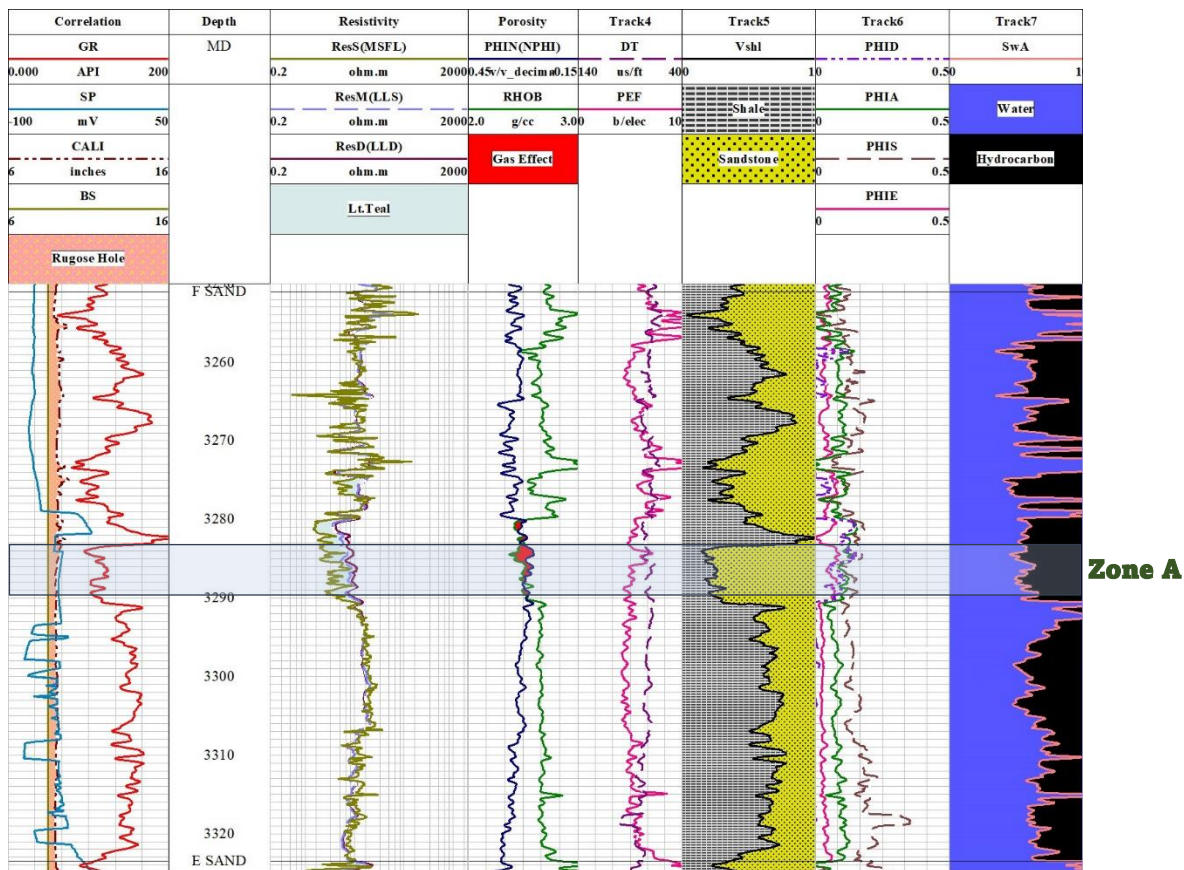 Correlation Depth Resistivity Porosity Track4 Track5 Track6 Track7
GR MD ResS(MSFL) PHIN(NPHI) DT Vshl PHID SwA
0.000 API 200 0.2 ohm.m 2000 0.45 v/v_decima -0.15 140 us/ft 40 0 1 0 0.5 0 1
SP ResM(LLS) RHOB PEF Shale PHIA Water
-100 mV 50 0.2 ohm.m 2000 2.0 g/cc 3.0 0 b/elec 10 0.5
CALI ResD(LLD) Gas Effect Sandstone PHIS Hydrocarbon
6 inches 16 0.2 ohm.m 2000 0 0.5
BS Lt.Teal PHIE
6 16 0 0.5
Rugose Hole
F SAND
3260
3270
3280
Zone A
3290
3300
3310
3320
E SAND